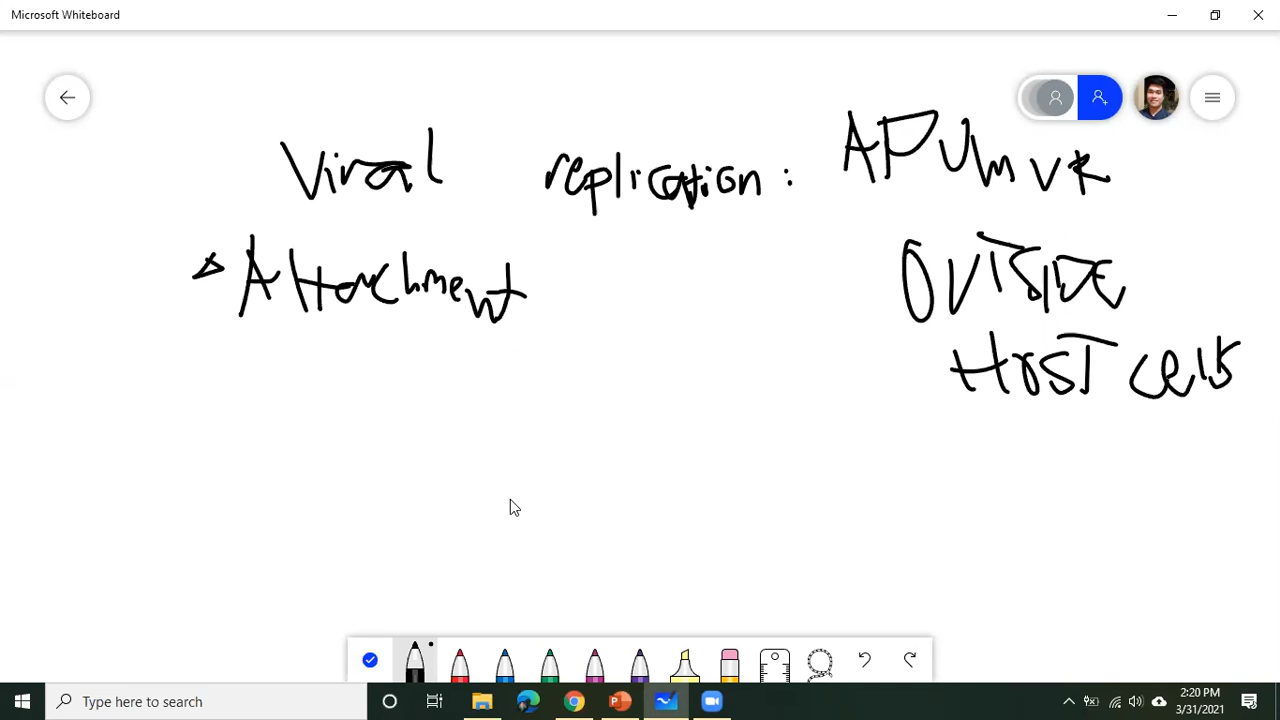 Microsoft Whiteboard
Viral replication : APUmVR
Attachment
OUTSIDE
HOST cells
Type here to search
2:20 PM
3/31/2021